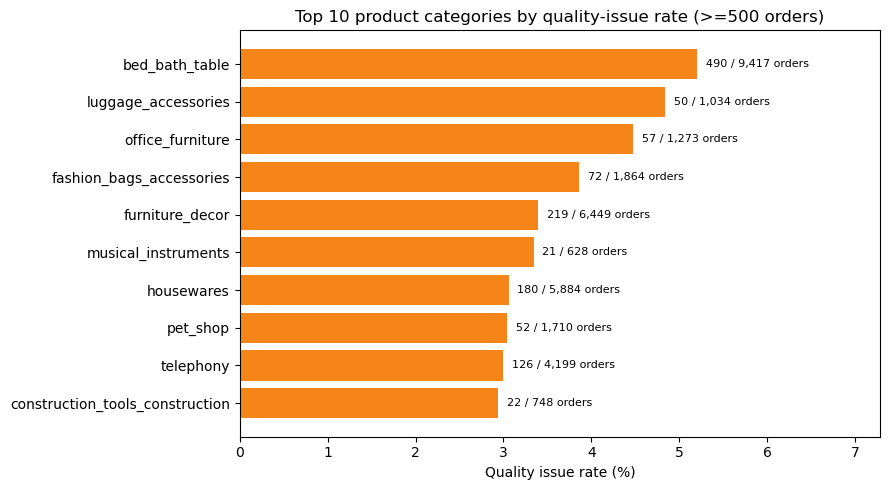 Top 10 product categories by quality-issue rate (>=500 orders)
bed_bath_table 490 / 9,417 orders
luggage_accessories 50 / 1,034 orders
office_furniture 57 / 1,273 orders
fashion_bags_accessories 72 / 1,864 orders
furniture_decor 219 / 6,449 orders
musical_instruments 21 / 628 orders
housewares 180 / 5,884 orders
pet_shop 52 / 1,710 orders
telephony 126 / 4,199 orders
construction_tools_construction 22 / 748 orders
0 1 2 3 4 5 6 7
Quality issue rate (%)